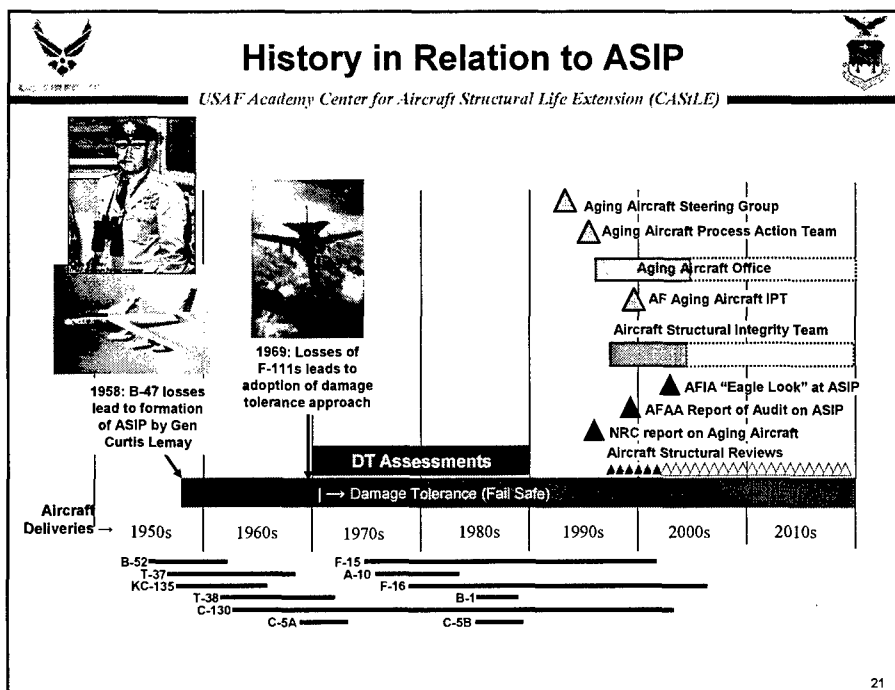 History in Relation to ASIP
USAF Academy Center for Aircraft Structural Life Extension (CAStLE)
1958: B-47 losses
lead to formation
of ASIP by Gen
Curtis Lemay
1969: Losses of
F-111s leads to
adoption of damage
tolerance approach
Aging Aircraft Steering Group
Aging Aircraft Process Action Team
Aging Aircraft Office
AF Aging Aircraft IPT
Aircraft Structural Integrity Team
AFIA “Eagle Look” at ASIP
AFAA Report of Audit on ASIP
NRC report on Aging Aircraft
Aircraft Structural Reviews
DT Assessments
|→ Damage Tolerance (Fail Safe)
Aircraft
Deliveries →
1950s 1960s 1970s 1980s 1990s 2000s 2010s
B-52 F-15
T-37 A-10
KC-135 F-16
T-38 B-1
C-130
C-5A C-5B
21